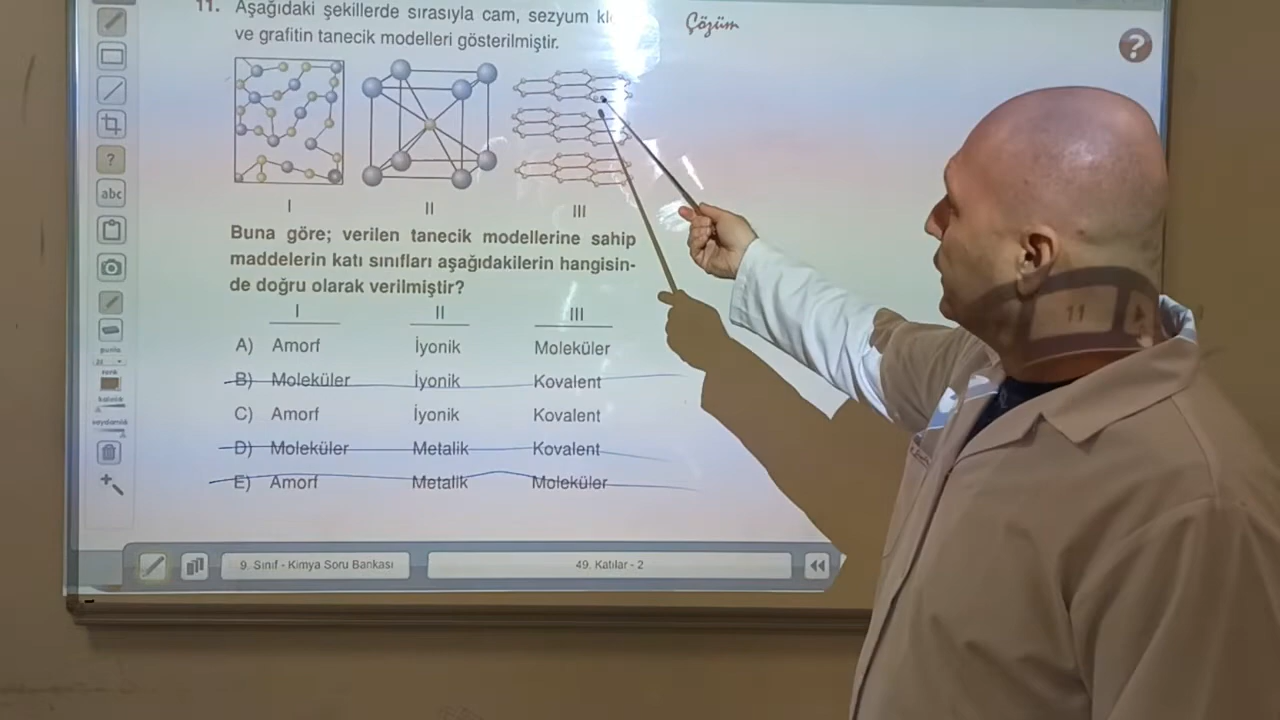 11. Aşağıdaki şekillerde sırasıyla cam, sezyum
ve grafitin tanecik modelleri gösterilmiştir.
Çözüm
?
?
abc
I II III
Buna göre; verilen tanecik modellerine sahip
maddelerin katı sınıfları aşağıdakilerin hangisin-
de doğru olarak verilmiştir?
I II III
A) Amorf İyonik Moleküler
B) Moleküler İyonik Kovalent
C) Amorf İyonik Kovalent
D) Moleküler Metalik Kovalent
E) Amorf Metalik Moleküler
9. Sınıf - Kimya Soru Bankası
49. Katılar - 2
11